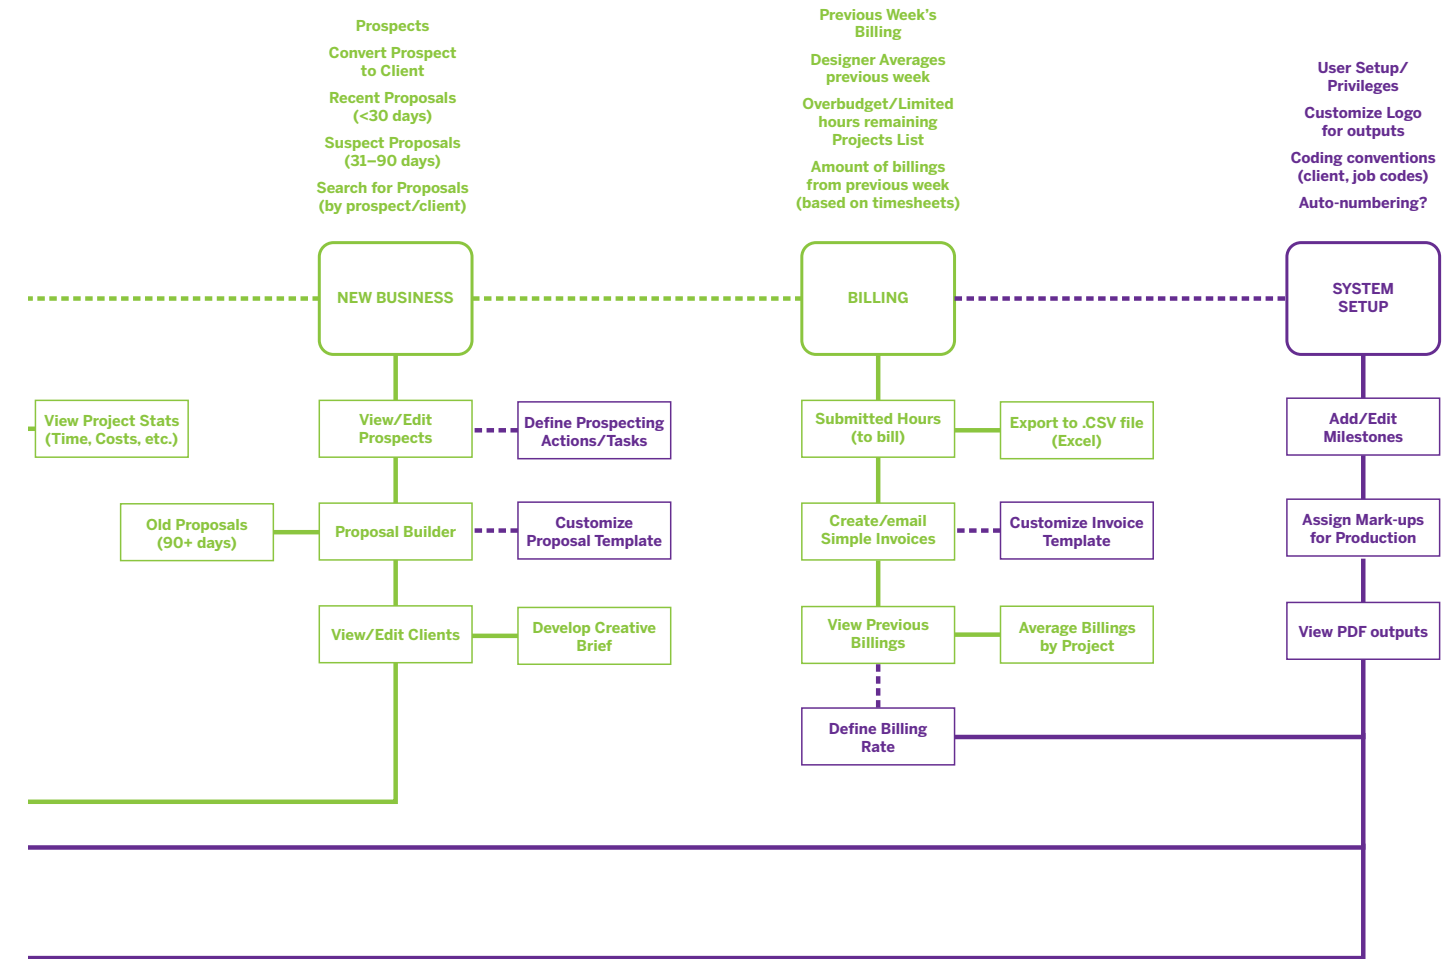 Prospects
Convert Prospect
to Client
Recent Proposals
(<30 days)
Suspect Proposals
(31–90 days)
Search for Proposals
(by prospect/client)
Previous Week's
Billing
Designer Averages
previous week
Overbudget/Limited
hours remaining
Projects List
Amount of billings
from previous week
(based on timesheets)
User Setup/
Privileges
Customize Logo
for outputs
Coding conventions
(client, job codes)
Auto-numbering?
NEW BUSINESS
BILLING
SYSTEM
SETUP
View Project Stats
(Time, Costs, etc.)
View/Edit
Prospects
Define Prospecting
Actions/Tasks
Submitted Hours
(to bill)
Export to .CSV file
(Excel)
Add/Edit
Milestones
Old Proposals
(90+ days)
Proposal Builder
Customize
Proposal Template
Create/email
Simple Invoices
Customize Invoice
Template
Assign Mark-ups
for Production
View/Edit Clients
Develop Creative
Brief
View Previous
Billings
Average Billings
by Project
View PDF outputs
Define Billing
Rate